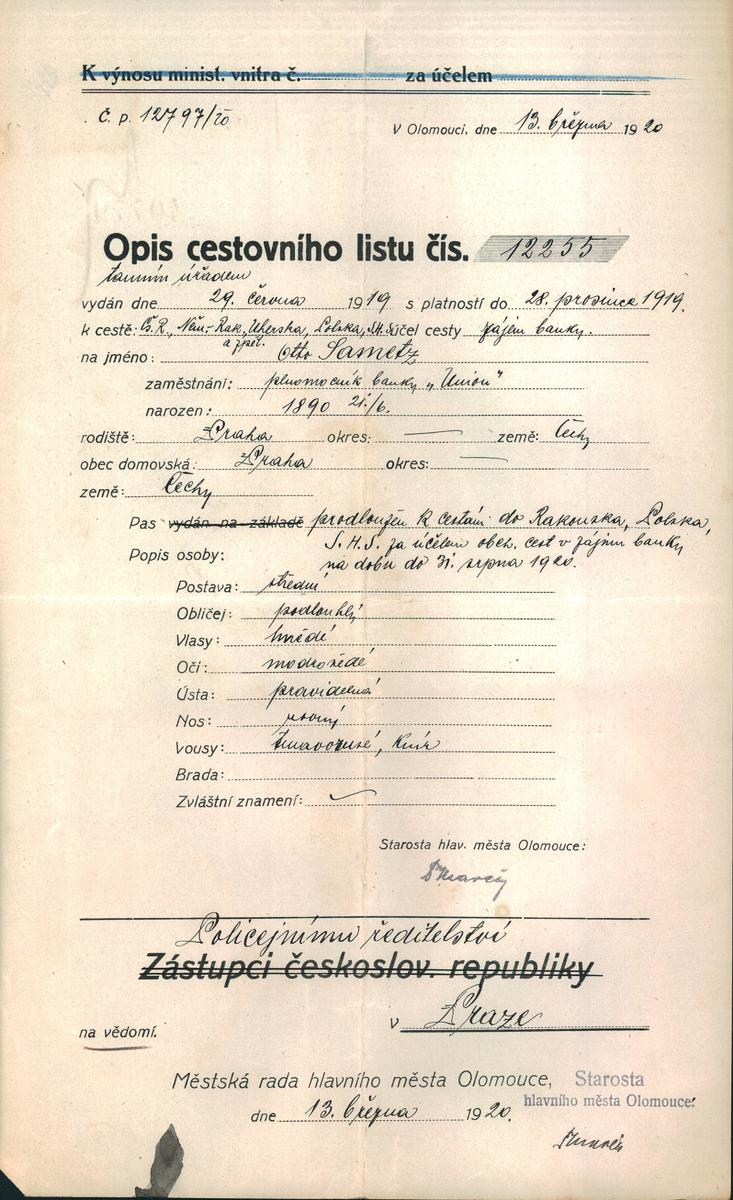 K výnosu minist. vnitra č. za účelem
Č. p. 12797/20
V Olomouci, dne 13. března 1920
Opis cestovního listu čís. 12255
tamním úřadem
vydán dne 29. června 1919 s platností do 28. prosince 1919.
k cestě: Č.R., Něm.-Rak, Uherska, Polska, S.H.S. účel cesty zájem banky.
a zpět.
na jméno: Otto Sametz
zaměstnání: plnomocník banky „Union"
narozen: 1890 21./6.
rodiště: Praha okres: — země: Čechy
obec domovská: Praha okres: —
země: Čechy
Pas vydán na základě prodloužen k cestám do Rakouska, Polska,
S.H.S. za účelem obch. cest v zájmu banky
Popis osoby: na dobu do 31. srpna 1920.
Postava: střední
Obličej: podlouhlý
Vlasy: hnědé
Oči: modrošedé
Ústa: pravidelná
Nos: rovný
Vousy: tmavorusé, knír
Brada:
Zvláštní znamení:
Starosta hlav. města Olomouce:
Policejnímu ředitelství
Zástupci českoslov. republiky
v Praze
na vědomí.
Městská rada hlavního města Olomouce,
dne 13. března 1920.
Starosta
hlavního města Olomouce: